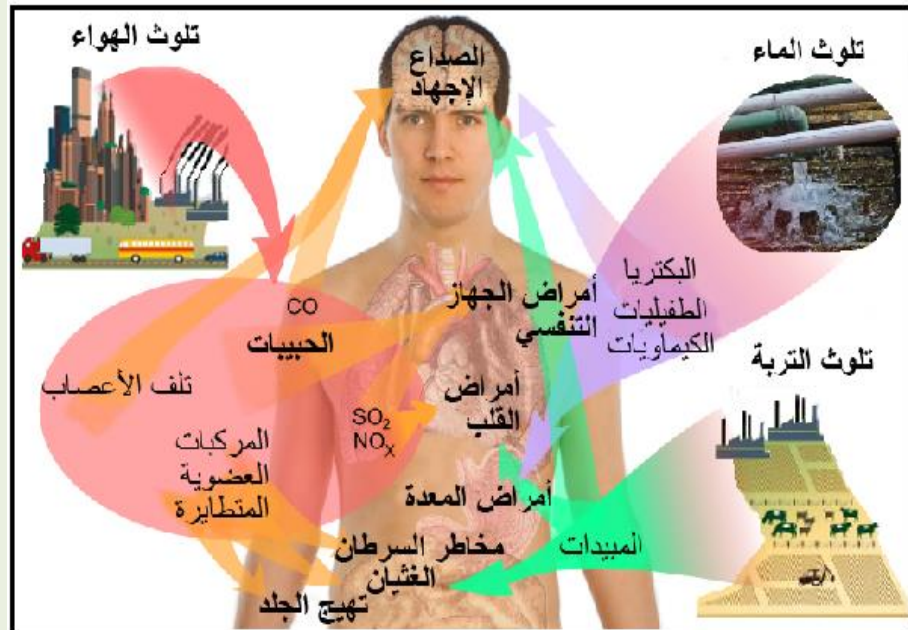 تلوث الهواء
تلوث الماء
الصداع
الإجهاد
البكتريا
الطفيليات
الكيماويات
أمراض الجهاز
التنفسي
CO
الحبيبات
تلوث التربة
تلف الأعصاب
أمراض
القلب
SO₂
NOₓ
المركبات
العضوية
المتطايرة
أمراض المعدة
المبيدات
مخاطر السرطان
الغثيان
تهيج الجلد